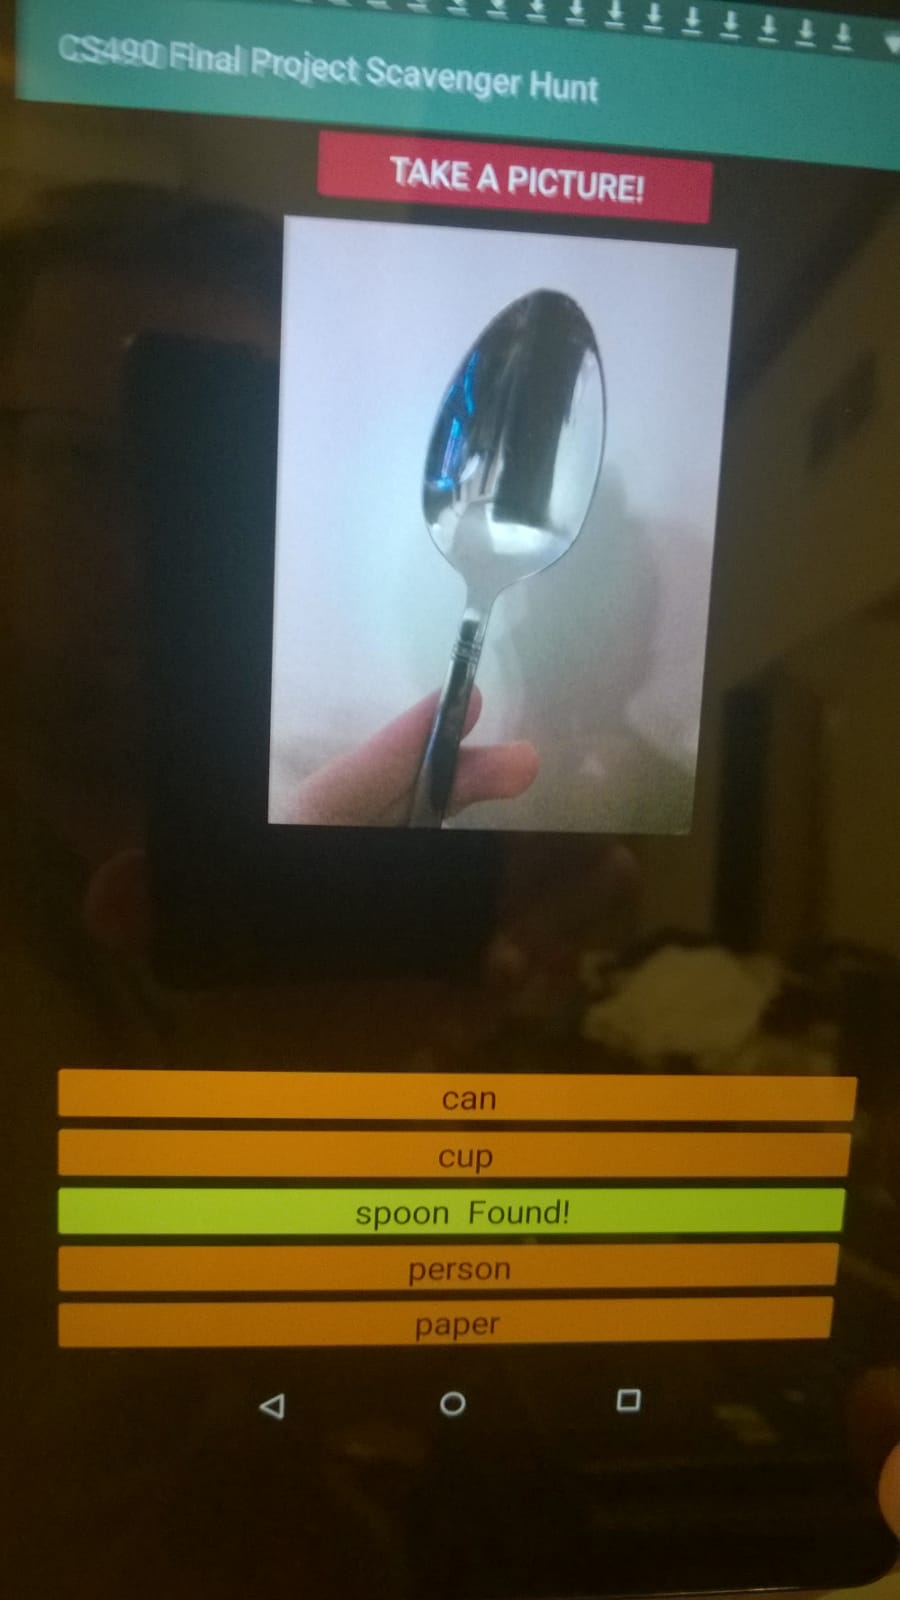 CS490 Final Project Scavenger Hunt
TAKE A PICTURE!
can
cup
spoon Found!
person
paper